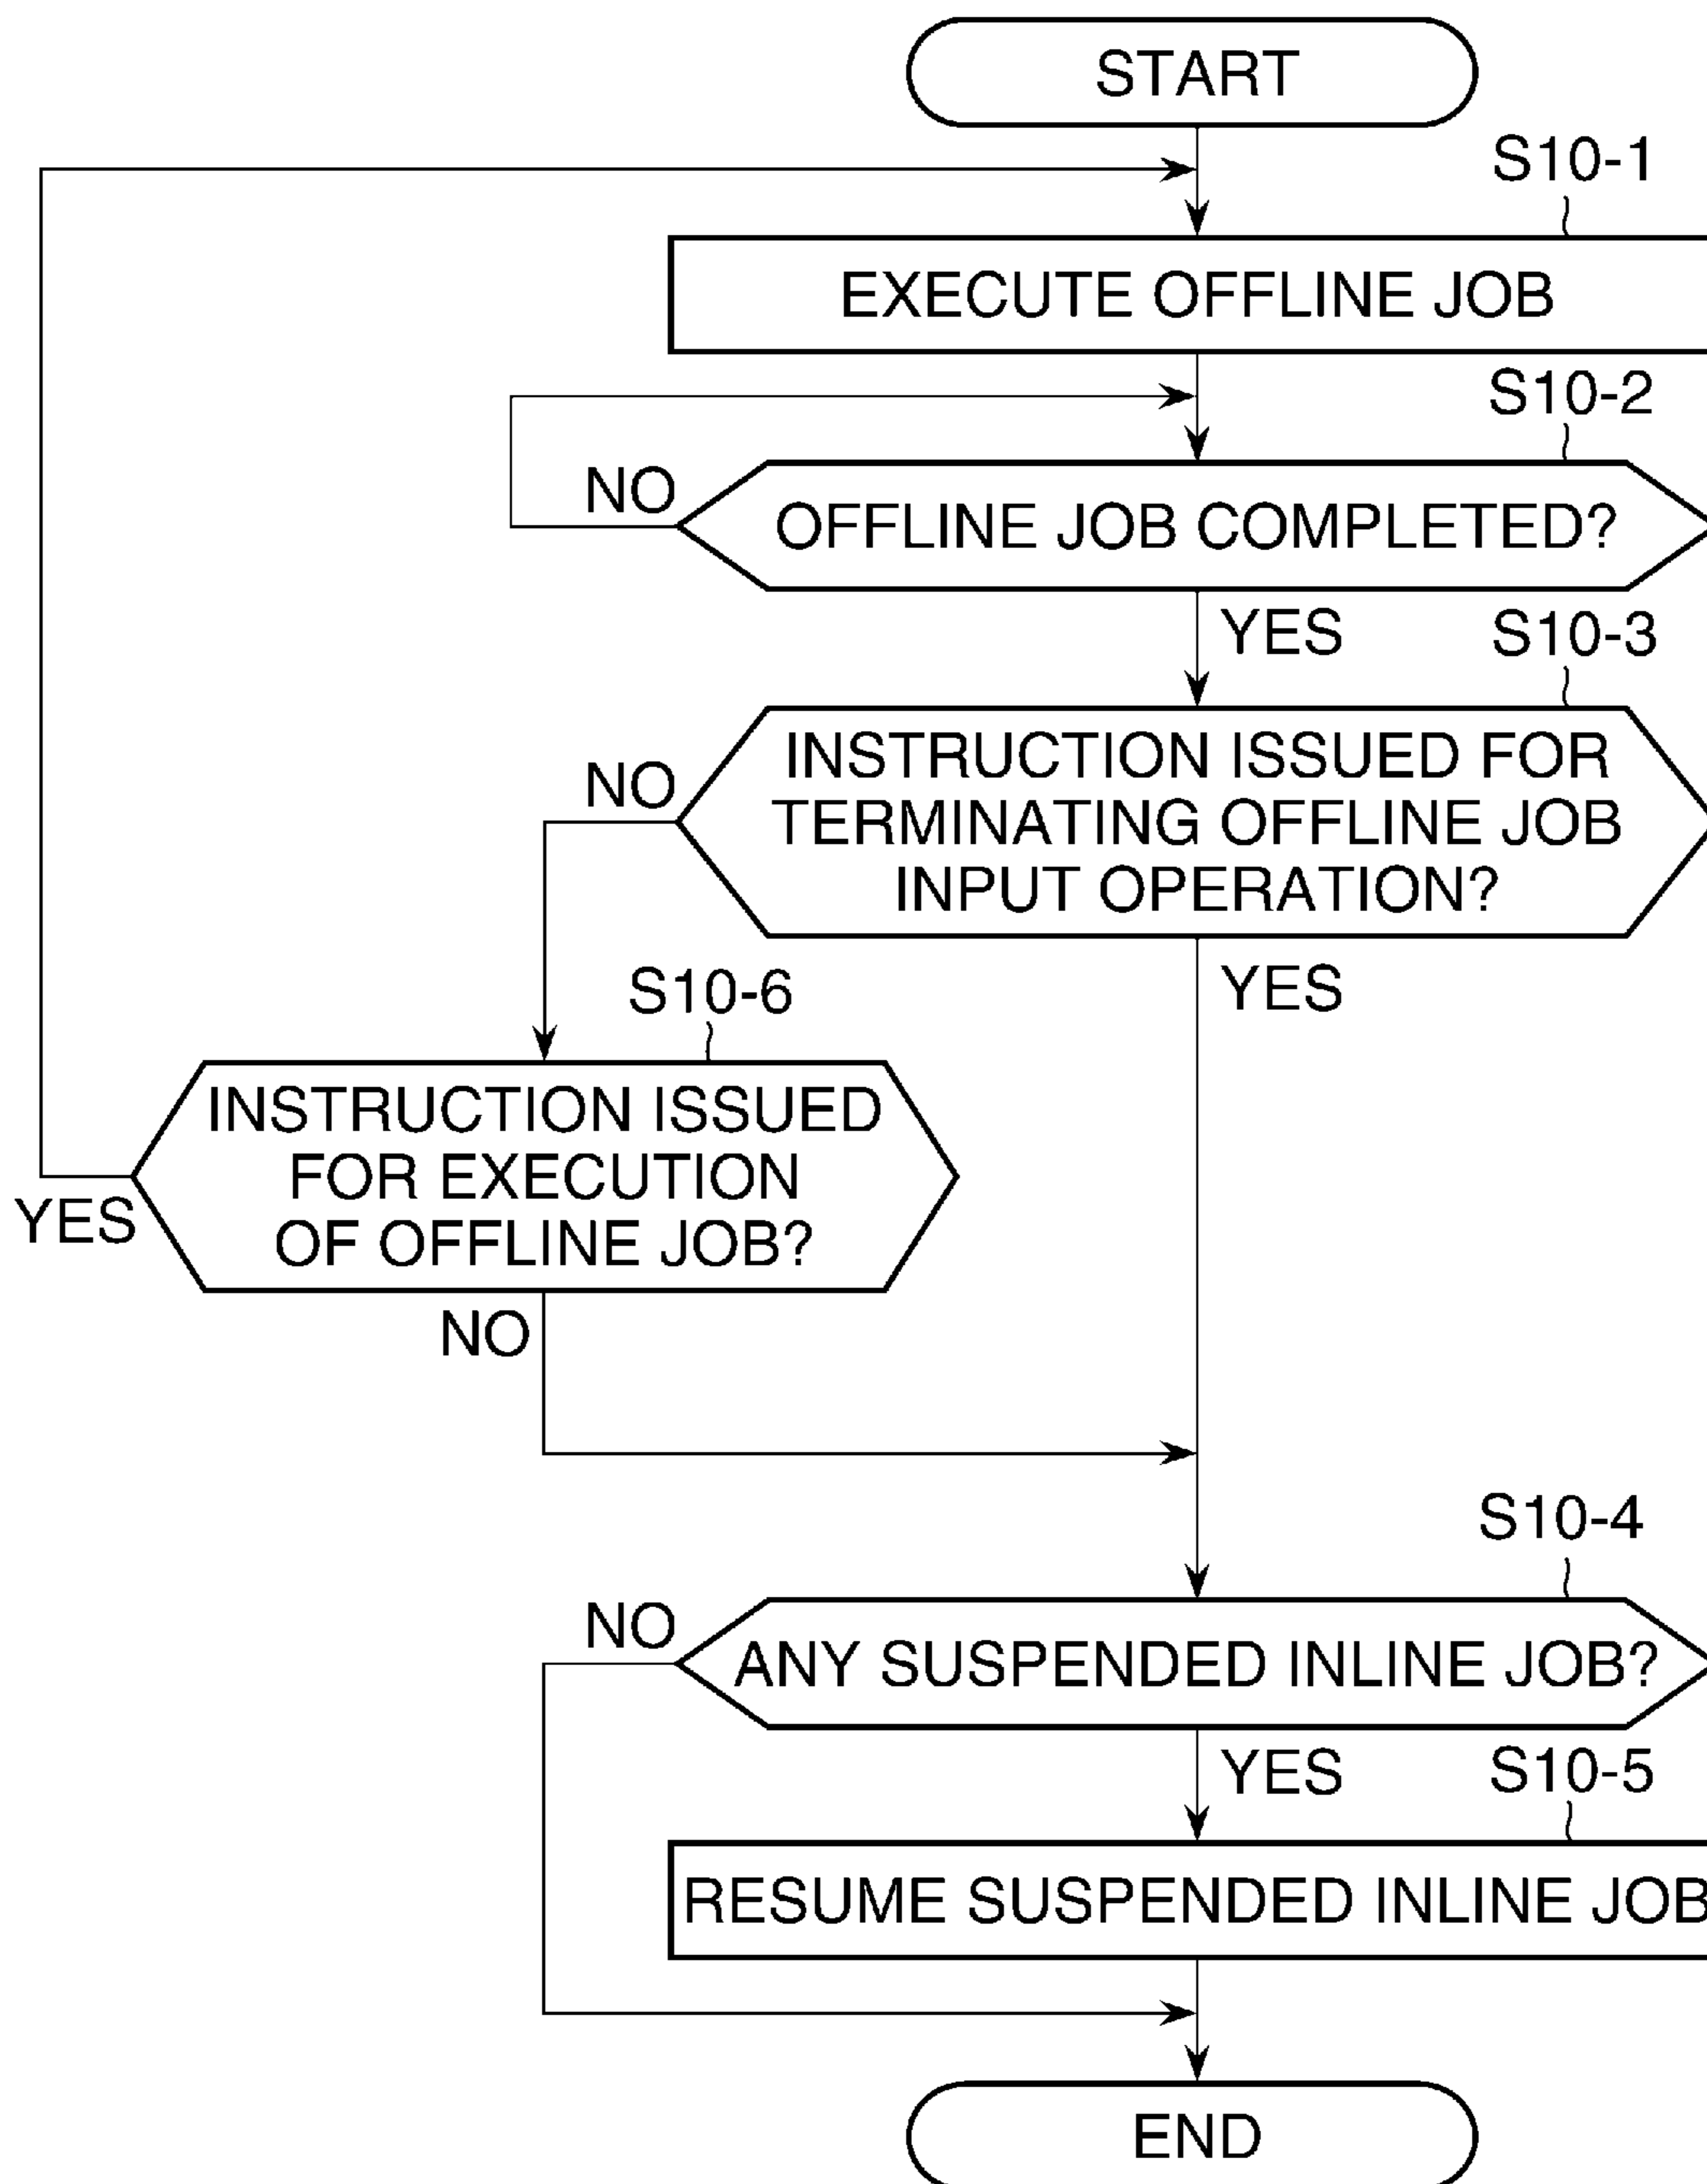 START
S10-1
EXECUTE OFFLINE JOB
S10-2
NO
OFFLINE JOB COMPLETED?
YES
S10-3
NO
INSTRUCTION ISSUED FOR
TERMINATING OFFLINE JOB
INPUT OPERATION?
YES
S10-6
INSTRUCTION ISSUED
FOR EXECUTION
OF OFFLINE JOB?
YES
NO
S10-4
NO
ANY SUSPENDED INLINE JOB?
YES
S10-5
RESUME SUSPENDED INLINE JOB
END